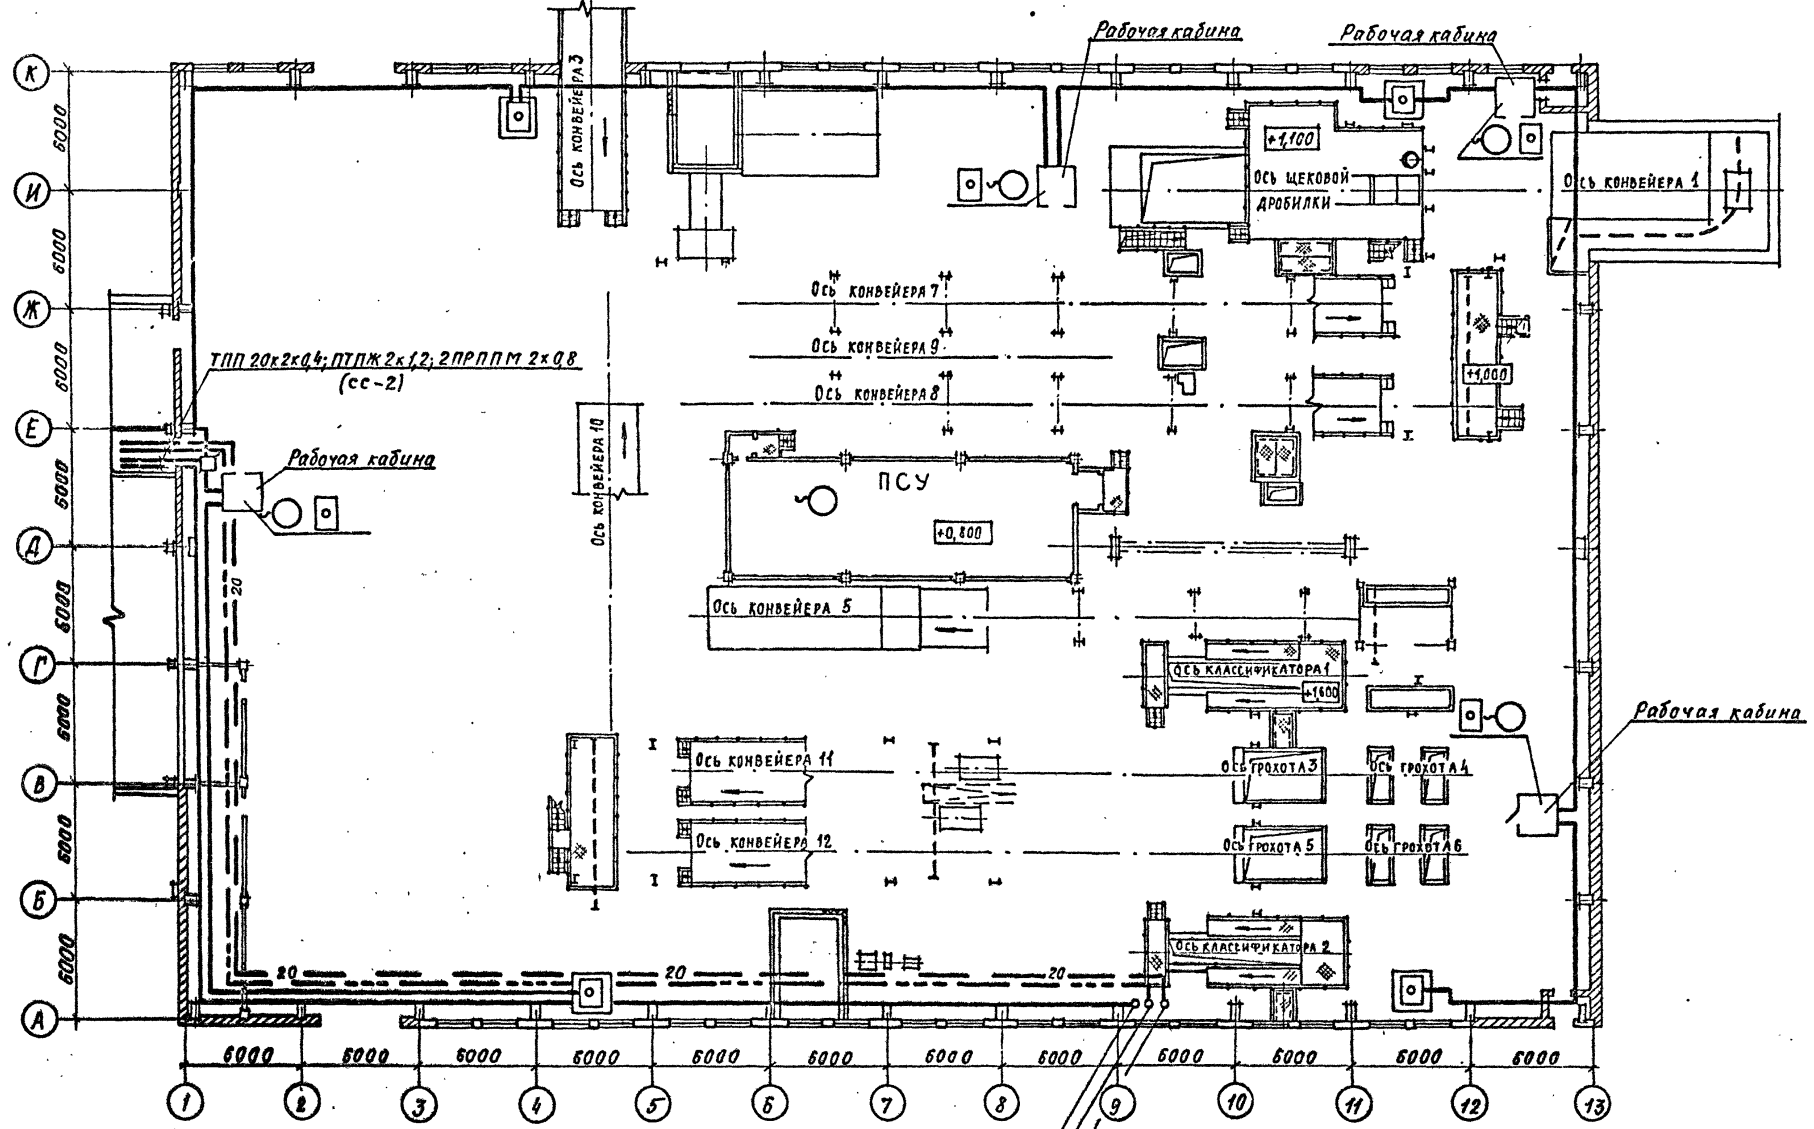 Рабочая кабина
Рабочая кабина
К
6000
Ось конвейера 3
+1,100
И
Ось щековой
дробилки
Ось конвейера 1
6000
Ж
Ось конвейера 7
6000
ТПП 20х2х0,4; ПТПЖ 2х1,2; 2ПРППМ 2х0,8
(СС-2)
Ось конвейера 9
+1,000
Ось конвейера 8
Е
Рабочая кабина
6000
Ось конвейера 10
ПСУ
+0,800
Д
6000
20
Ось конвейера 5
Г
Ось классификатора 1
+1600
6000
Рабочая кабина
В
Ось конвейера 11
Ось грохота 3
Ось грохота 4
6000
Ось конвейера 12
Ось грохота 5
Ось грохота 6
Б
6000
Ось классификатора 2
20
20
20
А
6000
6000
6000
6000
6000
6000
6000
6000
6000
6000
6000
6000
1
2
3
4
5
6
7
8
9
10
11
12
13